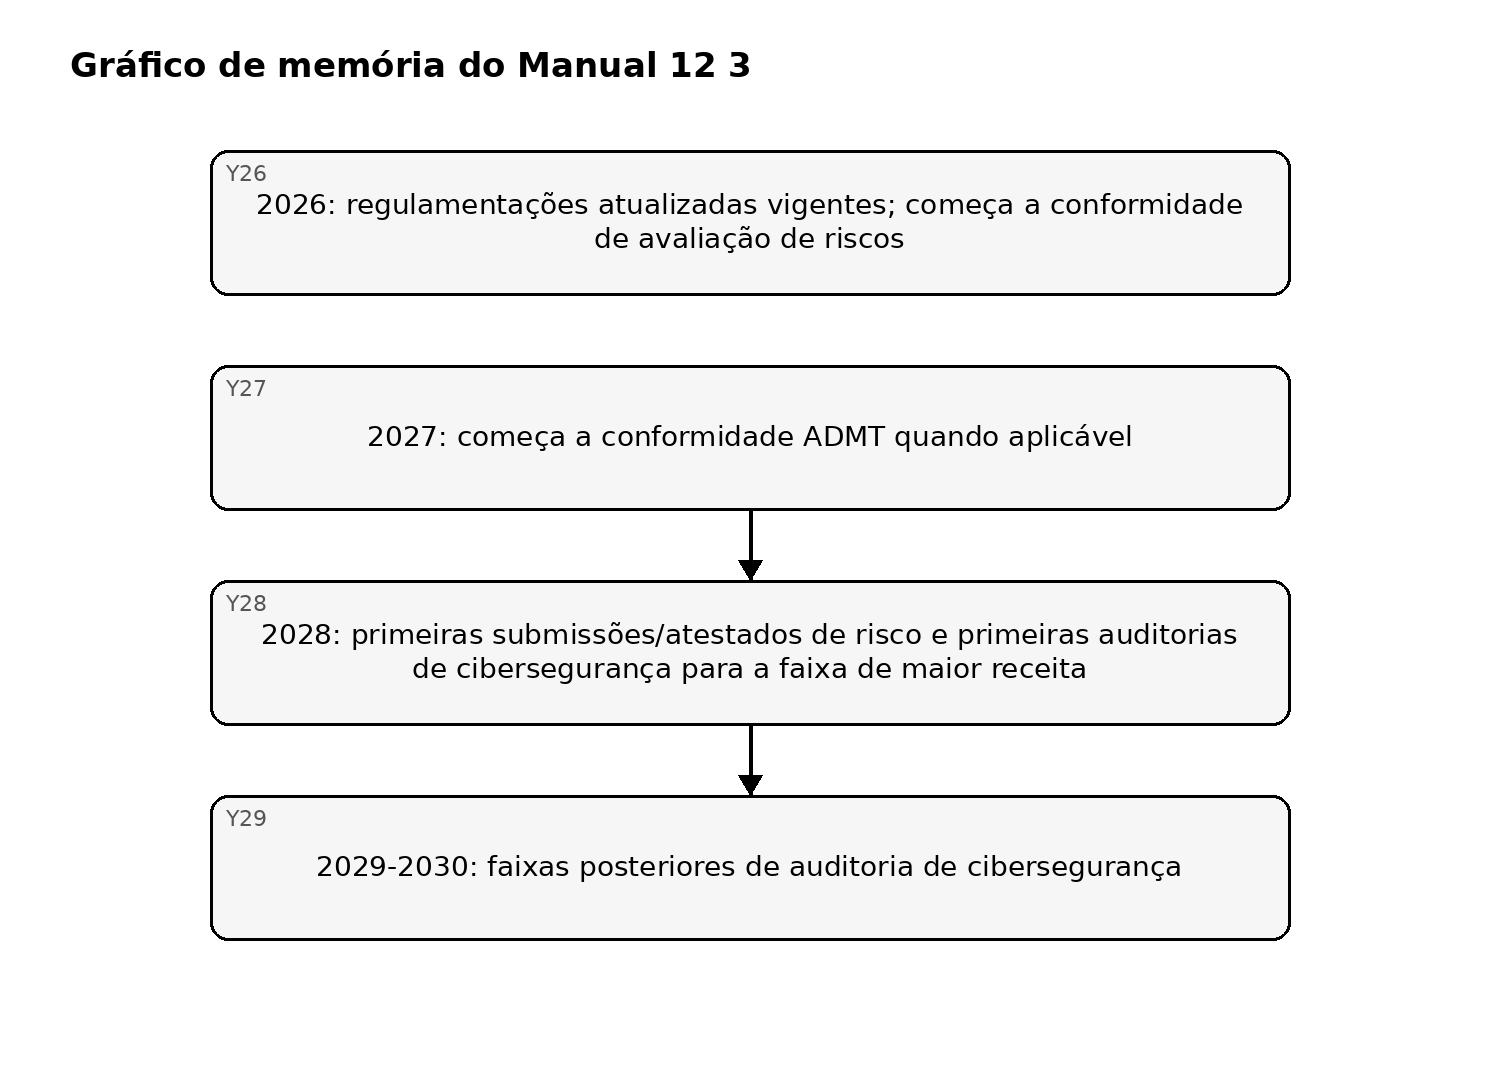 Gráfico de memória do Manual 12 3
Y26
2026: regulamentações atualizadas vigentes; começa a conformidade
de avaliação de riscos
Y27
2027: começa a conformidade ADMT quando aplicável
Y28
2028: primeiras submissões/atestados de risco e primeiras auditorias
de cibersegurança para a faixa de maior receita
Y29
2029-2030: faixas posteriores de auditoria de cibersegurança